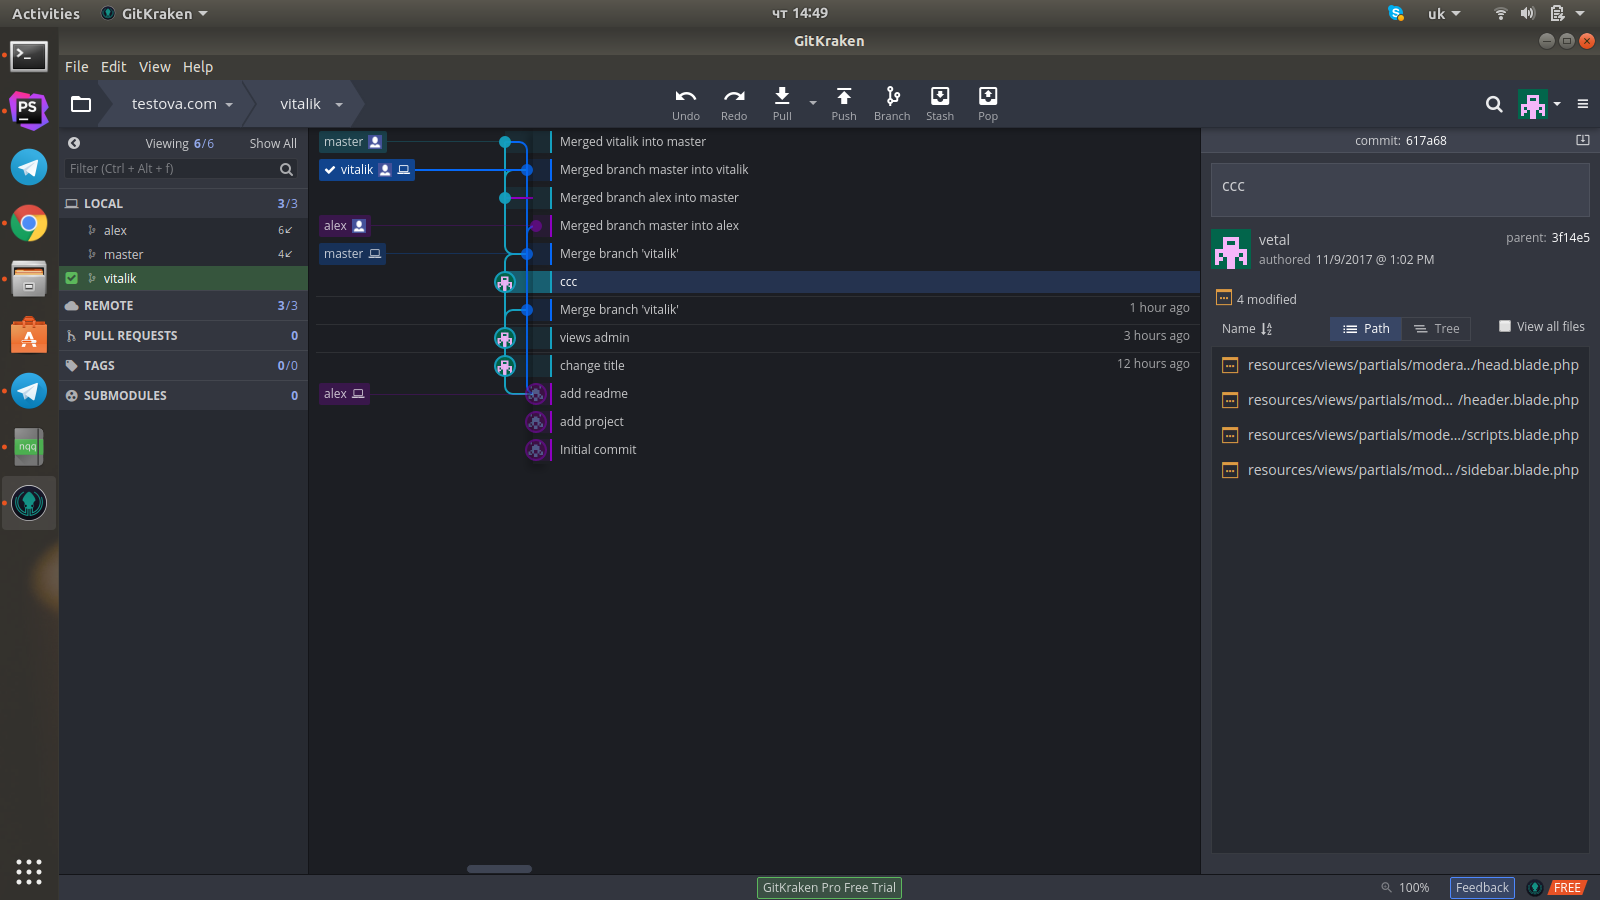 Activities GitKraken чт 14:49 uk
GitKraken
File Edit View Help
testova.com vitalik Undo Redo Pull Push Branch Stash Pop
Viewing 6/6 Show All
Filter (Ctrl + Alt + f)
LOCAL 3/3
alex 6
master 4
vitalik
REMOTE 3/3
PULL REQUESTS 0
TAGS 0/0
SUBMODULES 0
master Merged vitalik into master
vitalik Merged branch master into vitalik
Merged branch alex into master
alex Merged branch master into alex
master Merge branch 'vitalik'
ccc
Merge branch 'vitalik' 1 hour ago
views admin 3 hours ago
change title 12 hours ago
alex add readme
add project
Initial commit
commit: 617a68
ccc
vetal parent: 3f14e5
authored 11/9/2017 @ 1:02 PM
4 modified
Name Path Tree View all files
resources/views/partials/modera../head.blade.php
resources/views/partials/mod... /header.blade.php
resources/views/partials/mode.../scripts.blade.php
resources/views/partials/mod... /sidebar.blade.php
PS
nqq
GitKraken Pro Free Trial 100% Feedback FREE